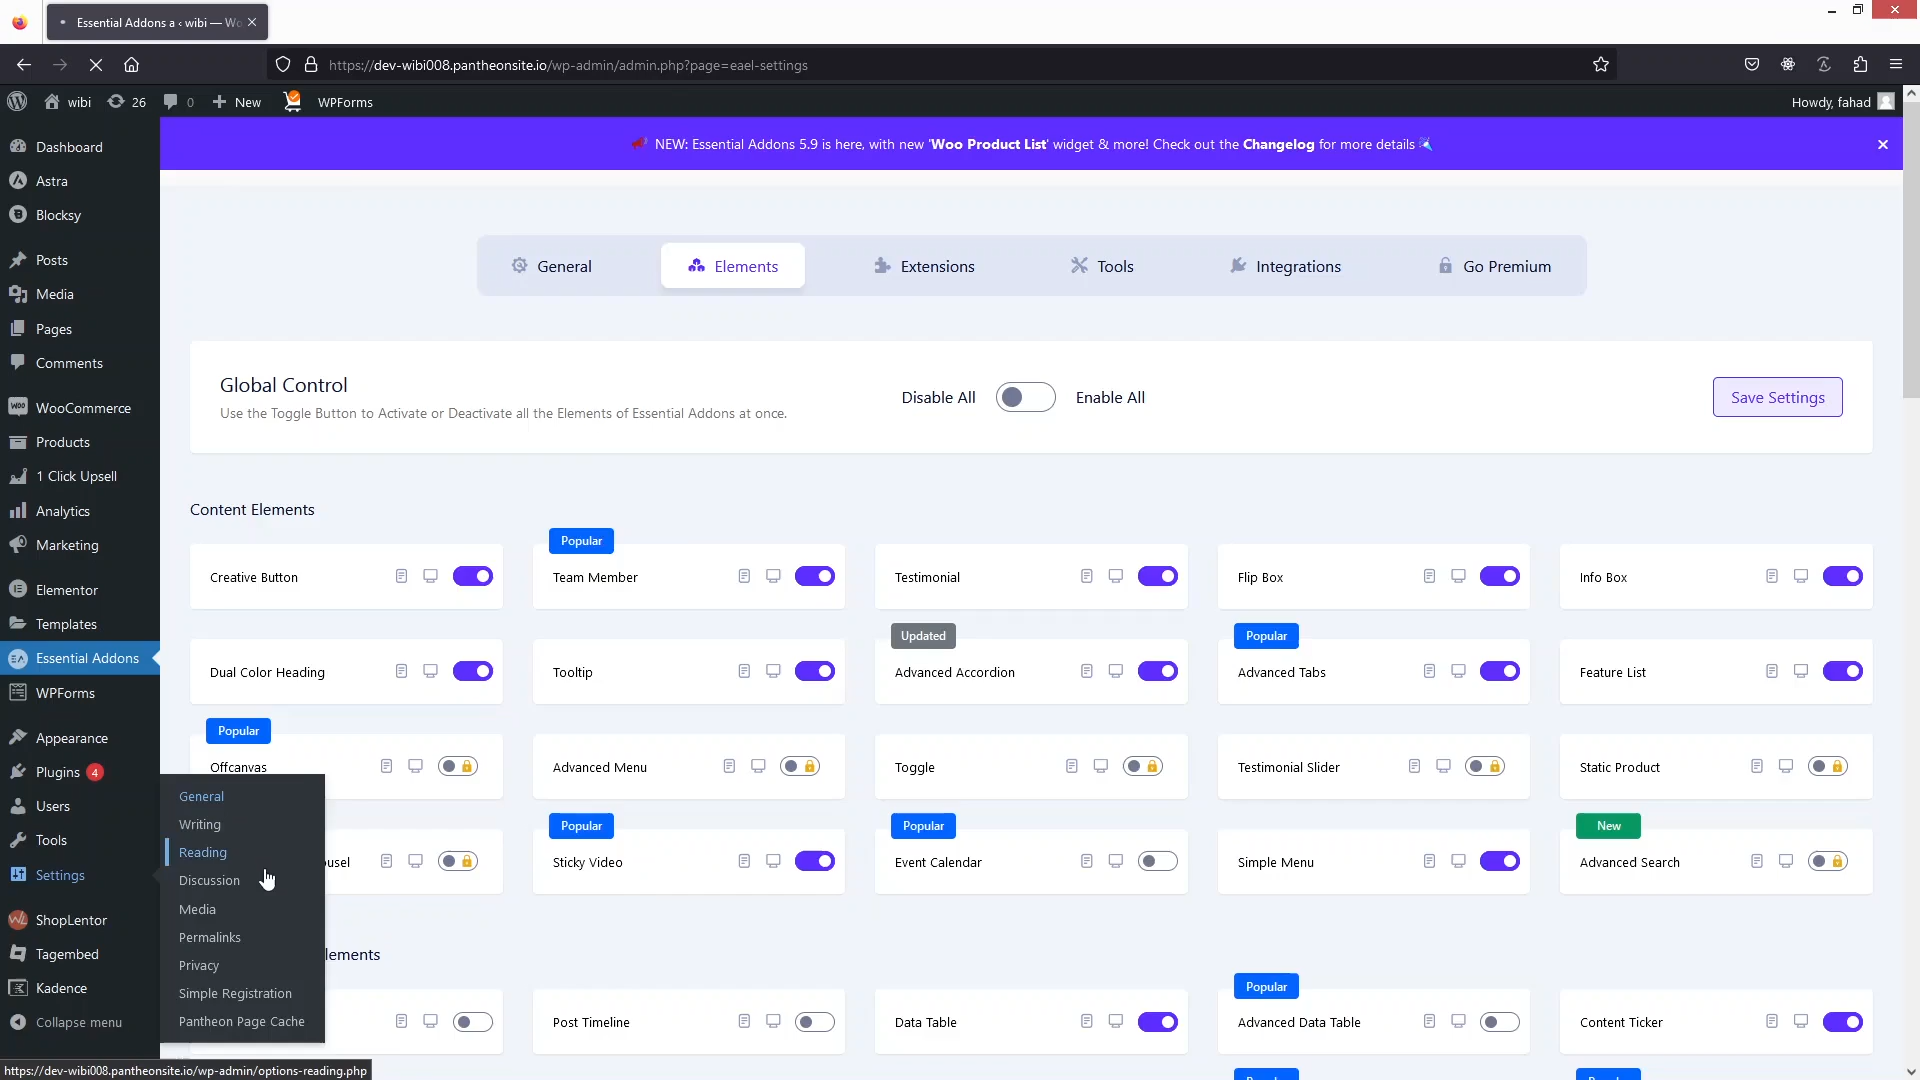 Essential Addons a ‹ wibi — Wo
https://dev-wibi008.pantheonsite.io/wp-admin/admin.php?page=eael-settings
wibi 26 0 New WPForms Howdy, fahad
NEW: Essential Addons 5.9 is here, with new 'Woo Product List' widget & more! Check out the Changelog for more details
Dashboard
Astra
Blocksy
Posts
Media
Pages
Comments
WooCommerce
Products
1 Click Upsell
Analytics
Marketing
Elementor
Templates
Essential Addons
WPForms
Appearance
Plugins 4
Users
Tools
Settings
ShopLentor
Tagembed
Kadence
Collapse menu
General
Writing
Reading
Discussion
Media
Permalinks
Privacy
Simple Registration
Pantheon Page Cache
General Elements Extensions Tools Integrations Go Premium
Global Control
Use the Toggle Button to Activate or Deactivate all the Elements of Essential Addons at once.
Disable All Enable All
Save Settings
Content Elements
Popular
Creative Button Team Member Testimonial Flip Box Info Box
Updated Popular
Dual Color Heading Tooltip Advanced Accordion Advanced Tabs Feature List
Popular
Offcanvas Advanced Menu Toggle Testimonial Slider Static Product
Popular Popular New
ousel Sticky Video Event Calendar Simple Menu Advanced Search
lements
Popular
Post Timeline Data Table Advanced Data Table Content Ticker
https://dev-wibi008.pantheonsite.io/wp-admin/options-reading.php